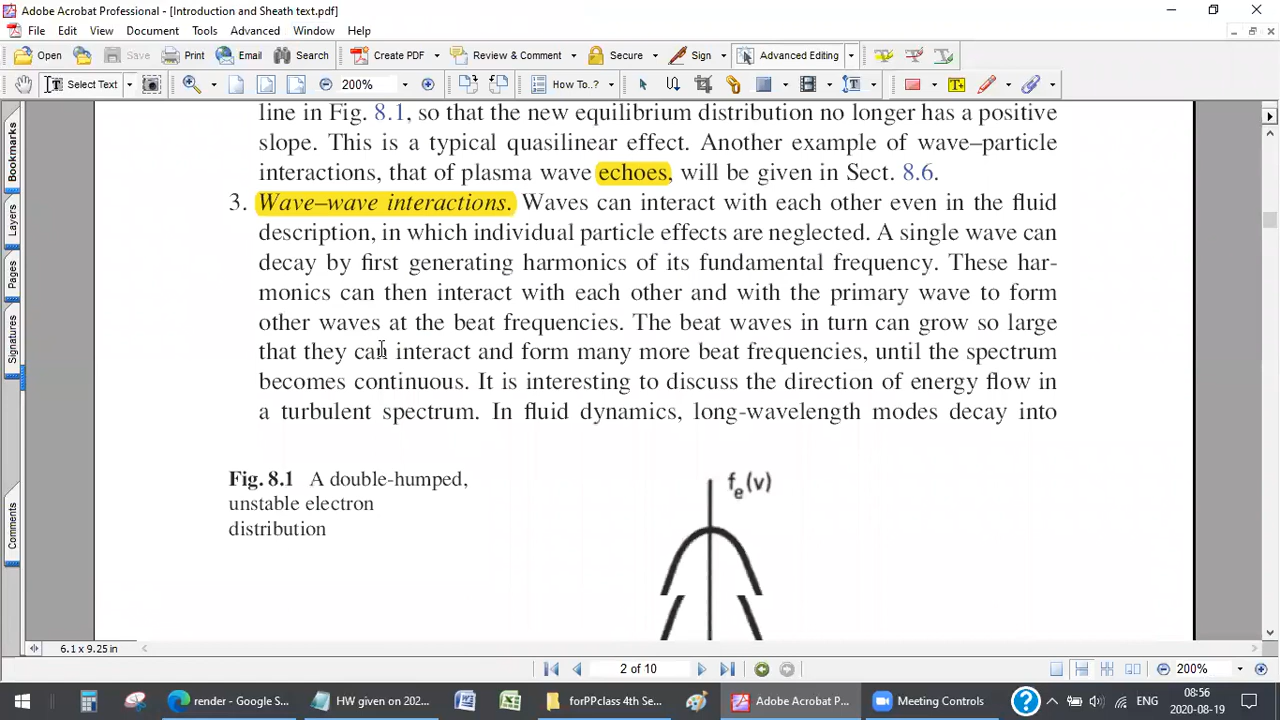 Adobe Acrobat Professional - [Introduction and Sheath text.pdf]
File Edit View Document Tools Advanced Window Help
Open Save Print Email Search Create PDF Review & Comment Secure Sign Advanced Editing
Select Text 200% How To..?
line in Fig. 8.1, so that the new equilibrium distribution no longer has a positive
slope. This is a typical quasilinear effect. Another example of wave–particle
interactions, that of plasma wave echoes, will be given in Sect. 8.6.
3. Wave–wave interactions. Waves can interact with each other even in the fluid
description, in which individual particle effects are neglected. A single wave can
decay by first generating harmonics of its fundamental frequency. These har-
monics can then interact with each other and with the primary wave to form
other waves at the beat frequencies. The beat waves in turn can grow so large
that they can interact and form many more beat frequencies, until the spectrum
becomes continuous. It is interesting to discuss the direction of energy flow in
a turbulent spectrum. In fluid dynamics, long-wavelength modes decay into
Fig. 8.1 A double-humped,
unstable electron
distribution
fe(v)
Bookmarks
Layers
Pages
Signatures
Comments
6.1 x 9.25 in
2 of 10
200%
render - Google S...
HW given on 202...
forPPclass 4th Se...
Adobe Acrobat P...
Meeting Controls
ENG
08:56
2020-08-19